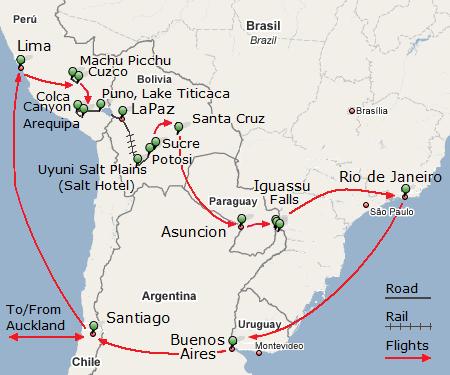 Perú
Brasil
Brazil
Lima
Machu Picchu
Cuzco
Bolivia
Puno, Lake Titicaca
Colca
Canyon
Arequipa
LaPaz
Santa Cruz
Brasília
Sucre
Potosi
Uyuni Salt Plains
(Salt Hotel)
Iguassu
Falls
Rio de Janeiro
São Paulo
Paraguay
Asuncion
Argentina
Road
Rail
Flights
To/From
Auckland
Santiago
Uruguay
Buenos
Aires
Montevideo
Chile